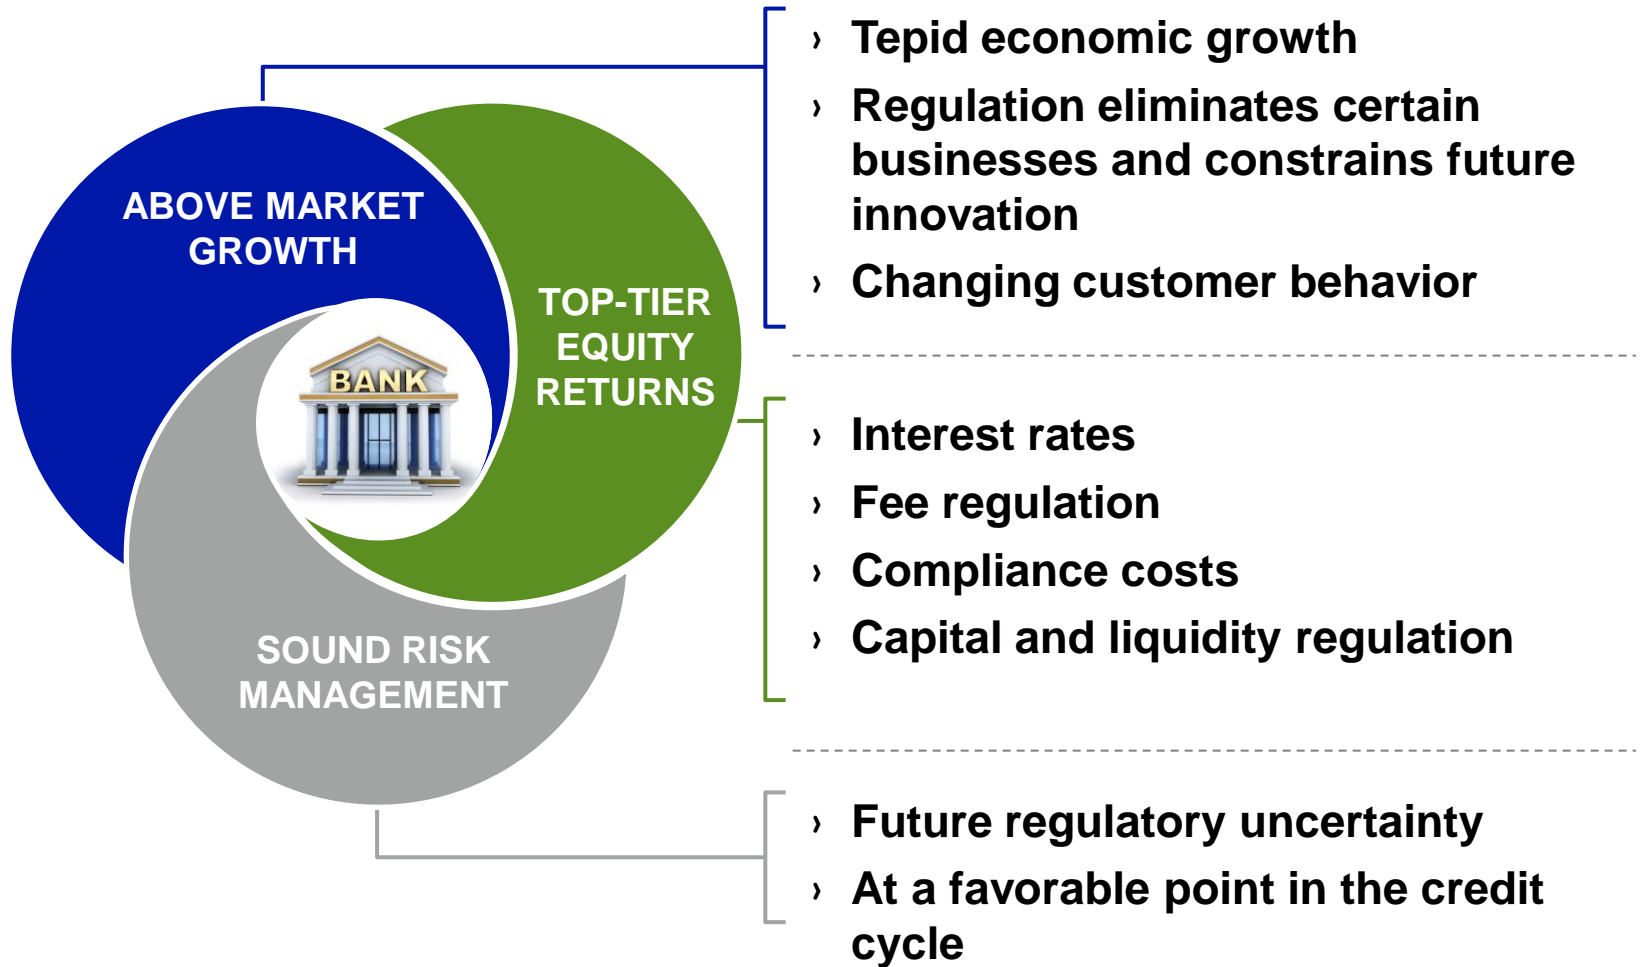 ABOVE MARKET
GROWTH
TOP-TIER
EQUITY
RETURNS
BANK
SOUND RISK
MANAGEMENT
› Tepid economic growth
› Regulation eliminates certain
businesses and constrains future
innovation
› Changing customer behavior
› Interest rates
› Fee regulation
› Compliance costs
› Capital and liquidity regulation
› Future regulatory uncertainty
› At a favorable point in the credit
cycle